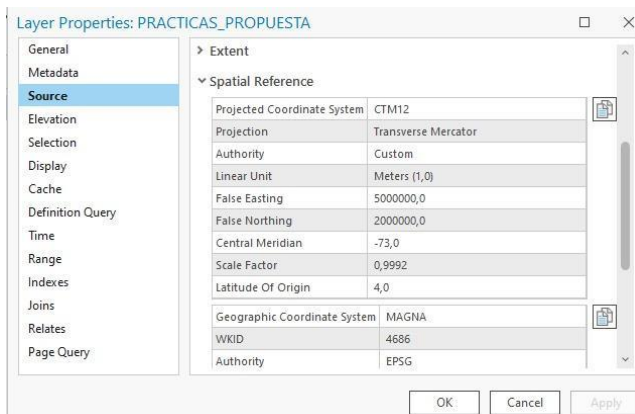 Layer Properties: PRACTICAS_PROPUESTA
General
Metadata
Source
Elevation
Selection
Display
Cache
Definition Query
Time
Range
Indexes
Joins
Relates
Page Query
Extent
Spatial Reference
Projected Coordinate System CTM12
Projection Transverse Mercator
Authority Custom
Linear Unit Meters (1,0)
False Easting 5000000,0
False Northing 2000000,0
Central Meridian -73,0
Scale Factor 0,9992
Latitude Of Origin 4,0
Geographic Coordinate System MAGNA
WKID 4686
Authority EPSG
OK Cancel Apply